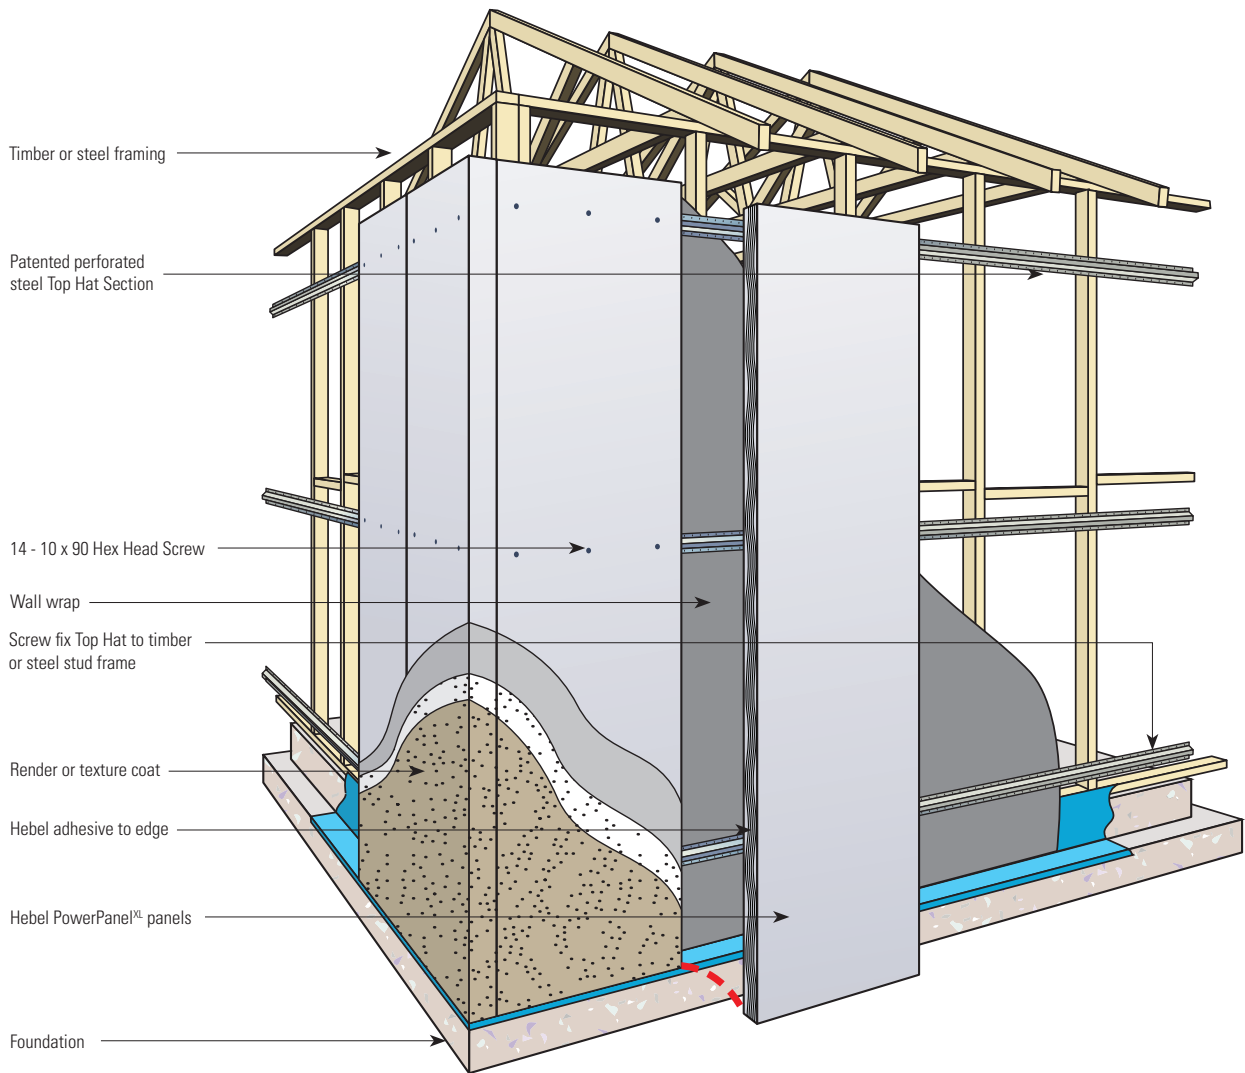 Timber or steel framing
Patented perforated
steel Top Hat Section
14 - 10 x 90 Hex Head Screw
Wall wrap
Screw fix Top Hat to timber
or steel stud frame
Render or texture coat
Hebel adhesive to edge
Hebel PowerPanelXL panels
Foundation